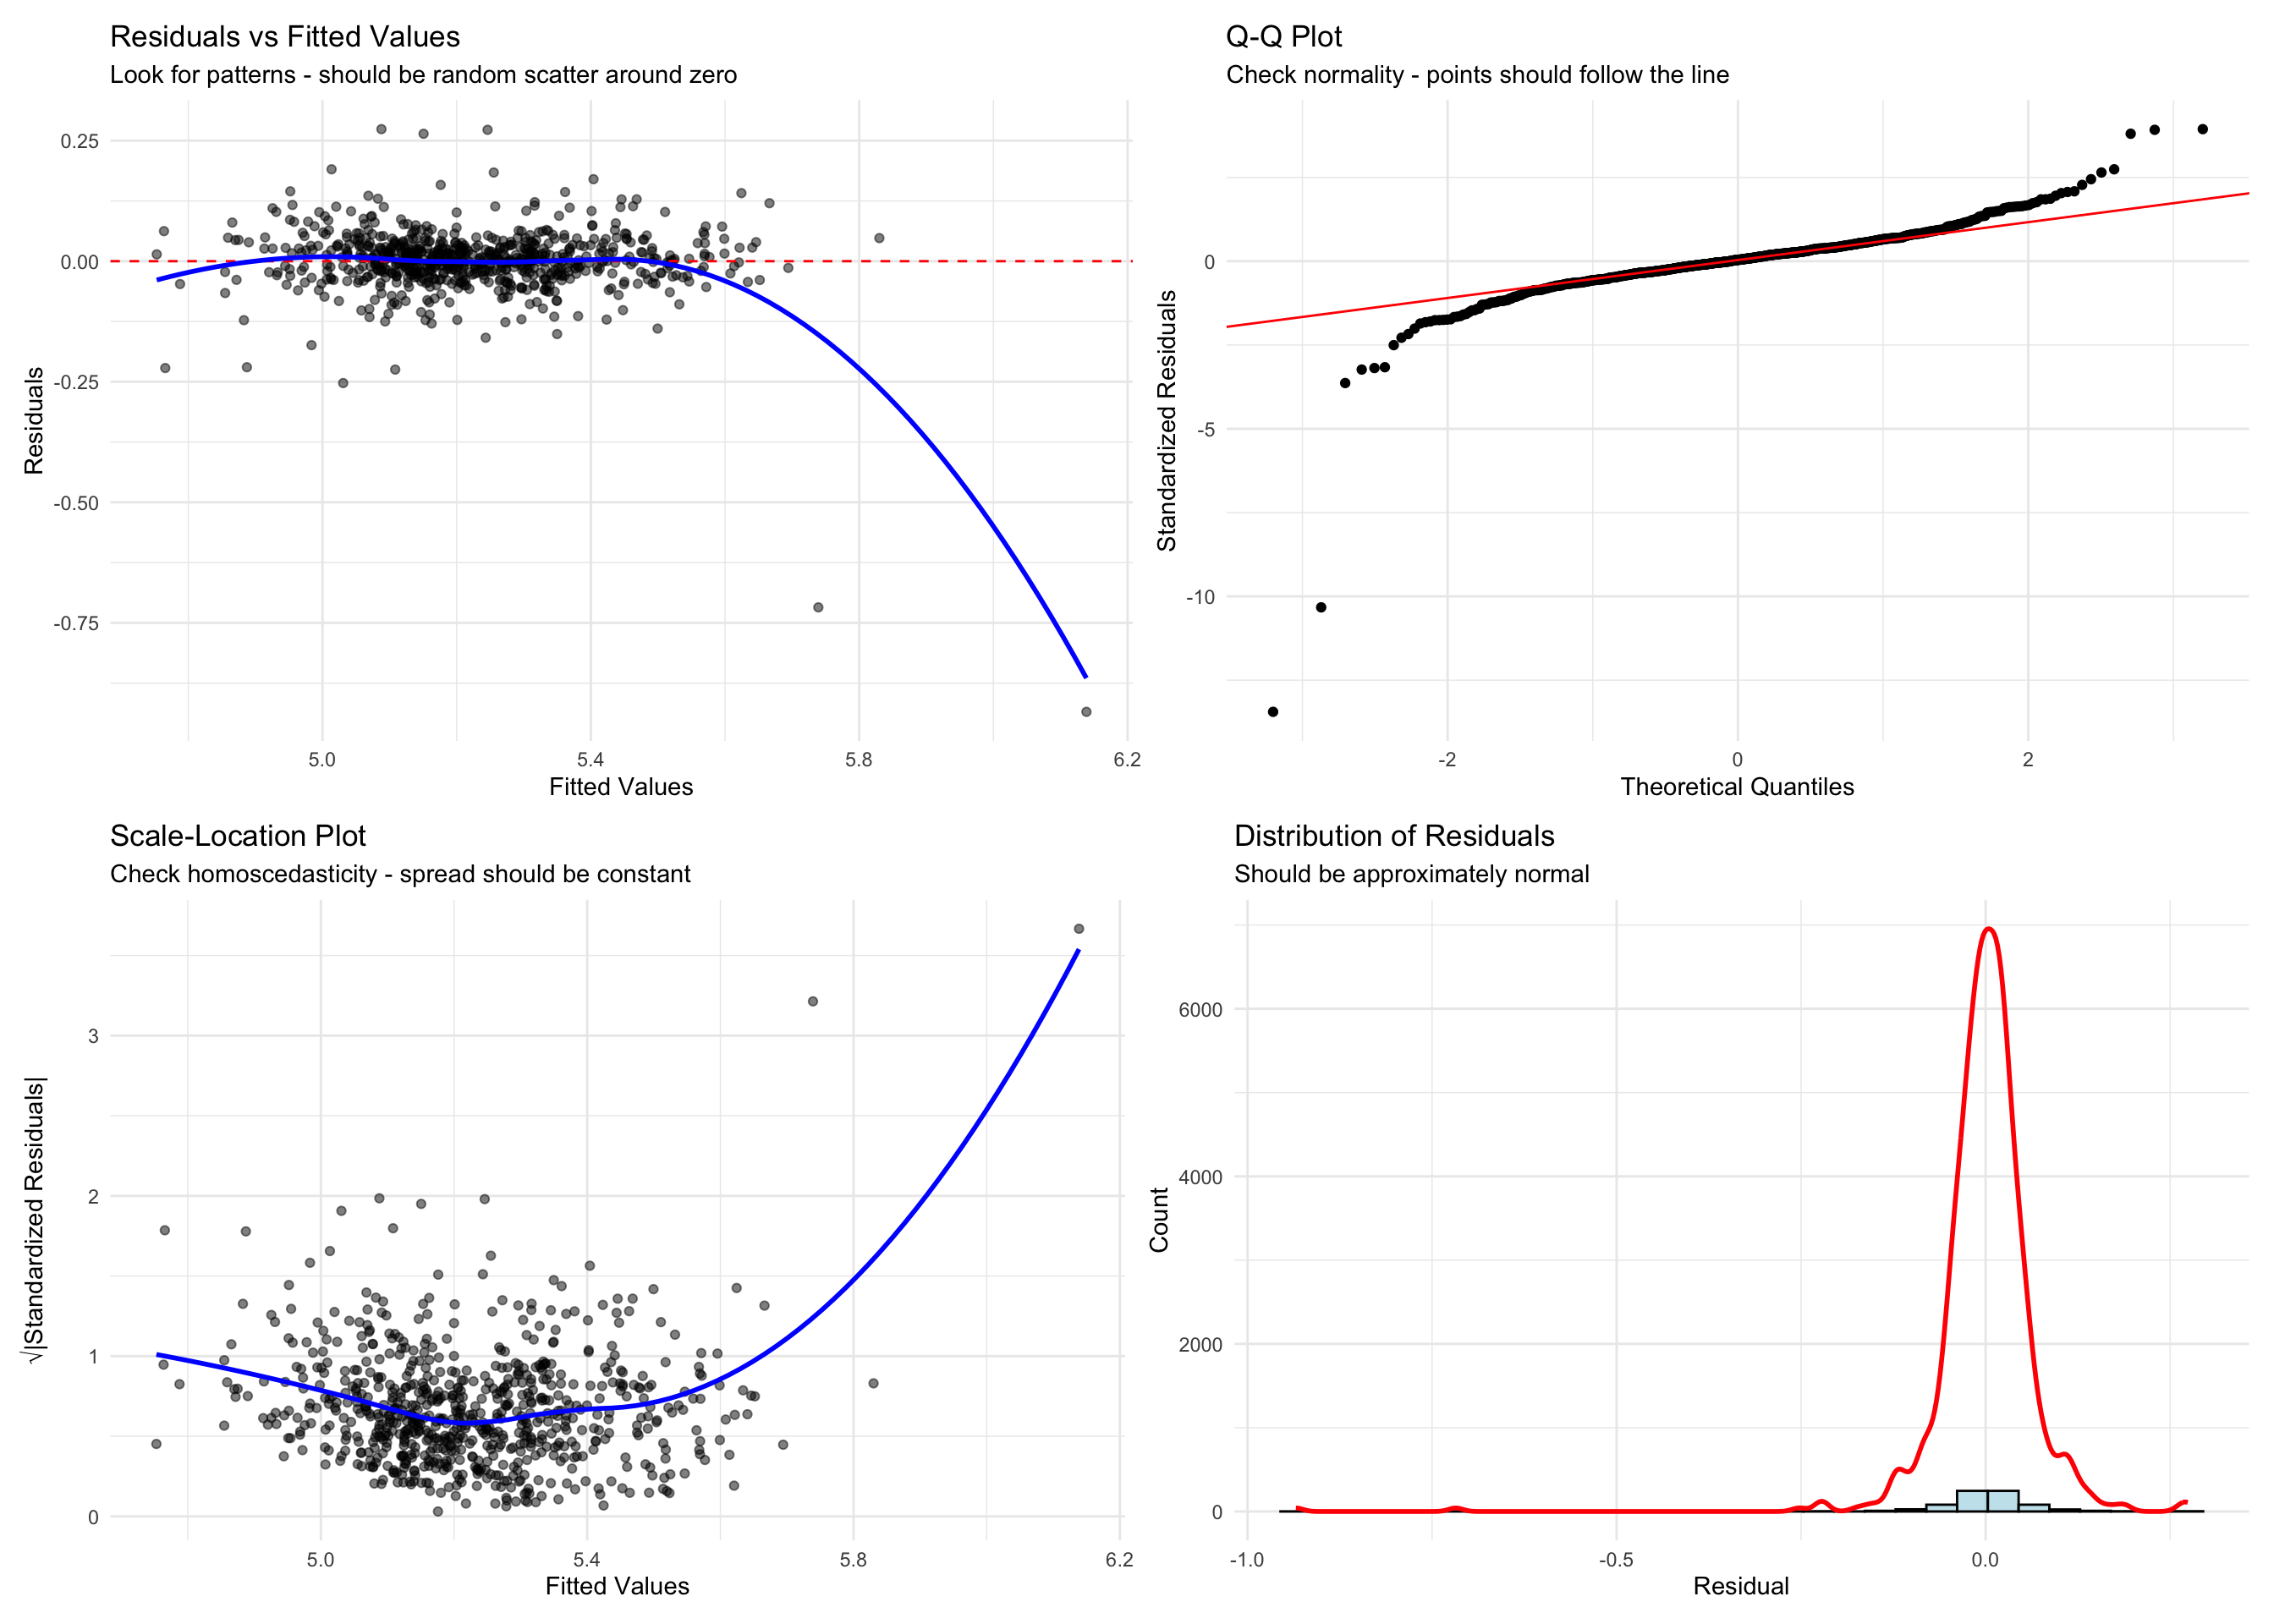 Residuals vs Fitted Values
Look for patterns - should be random scatter around zero
0.25
0.00
-0.25
-0.50
-0.75
Residuals
5.0
5.4
5.8
6.2
Fitted Values
Q-Q Plot
Check normality - points should follow the line
0
-5
-10
Standardized Residuals
-2
0
2
Theoretical Quantiles
Scale-Location Plot
Check homoscedasticity - spread should be constant
3
2
1
0
√|Standardized Residuals|
5.0
5.4
5.8
6.2
Fitted Values
Distribution of Residuals
Should be approximately normal
6000
4000
2000
0
Count
-1.0
-0.5
0.0
Residual